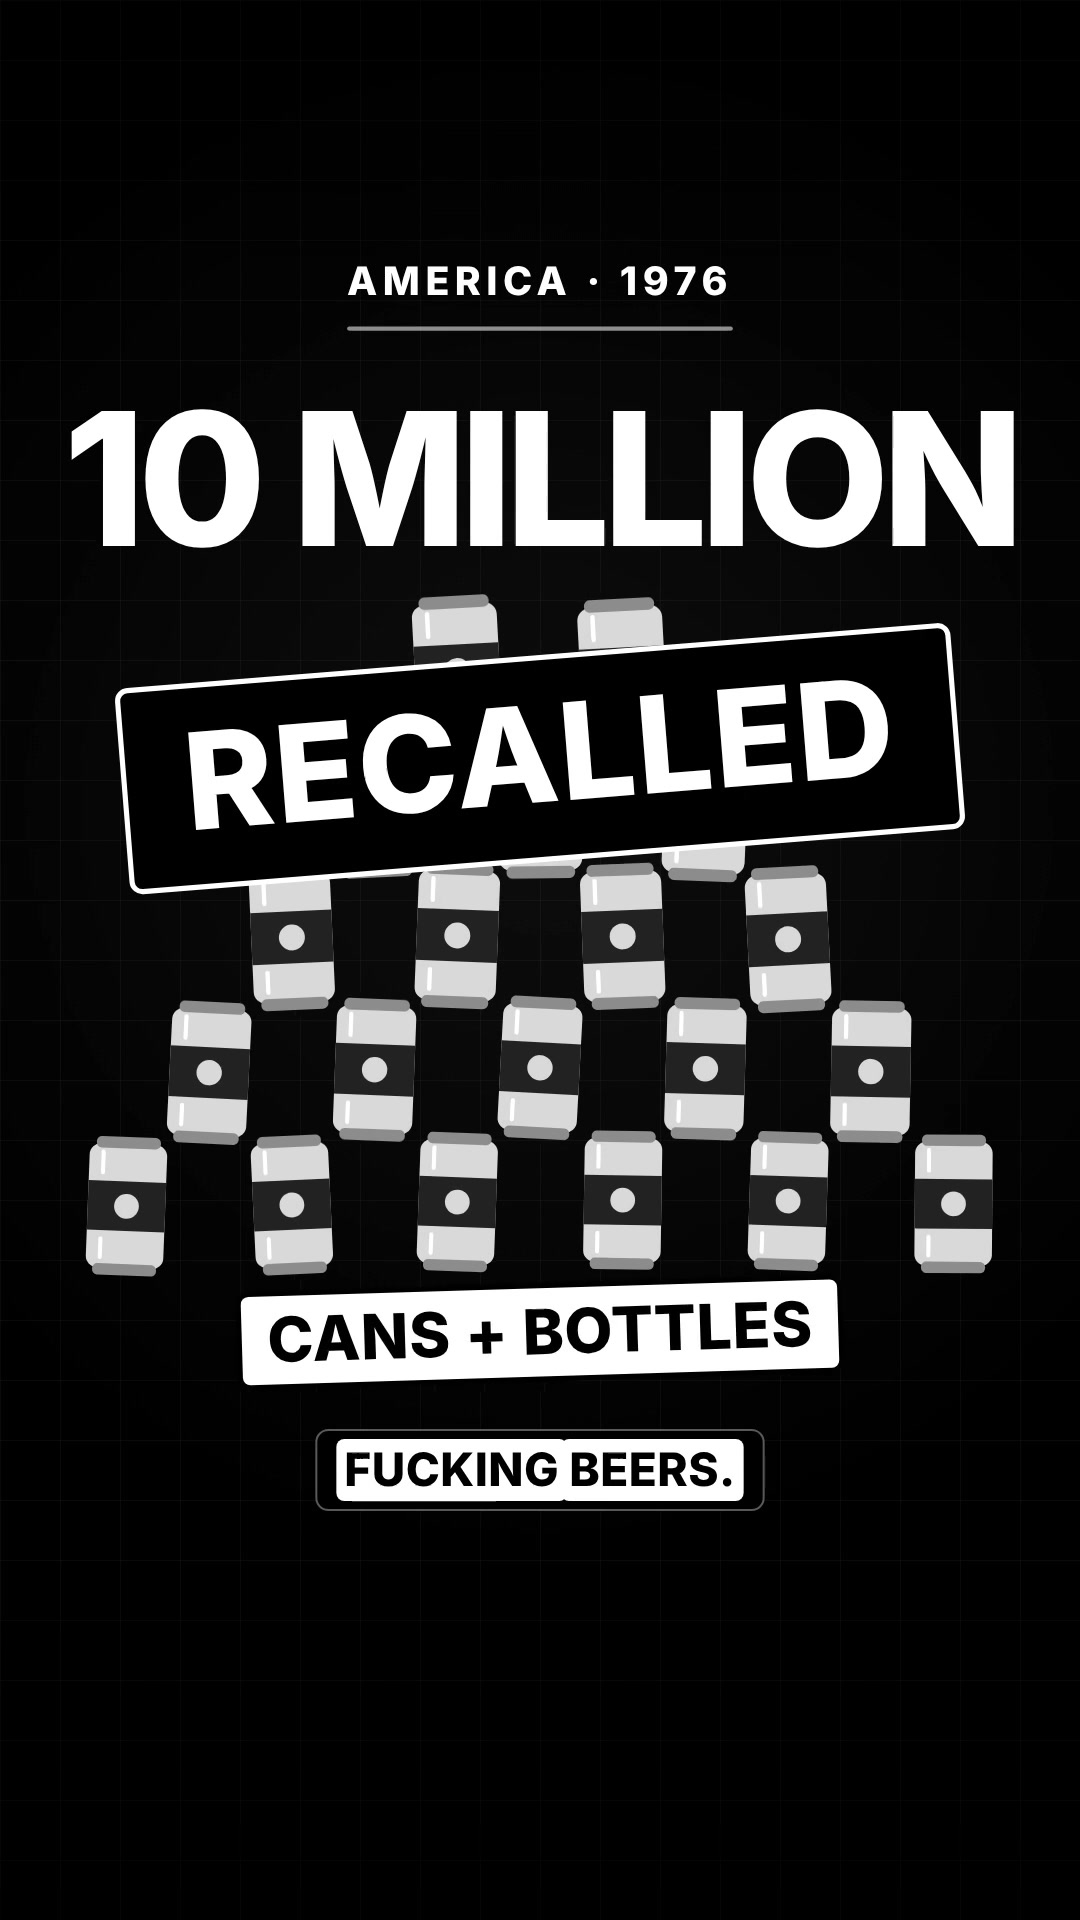 AMERICA · 1976
10 MILLION
RECALLED
CANS + BOTTLES
FUCKING BEERS.